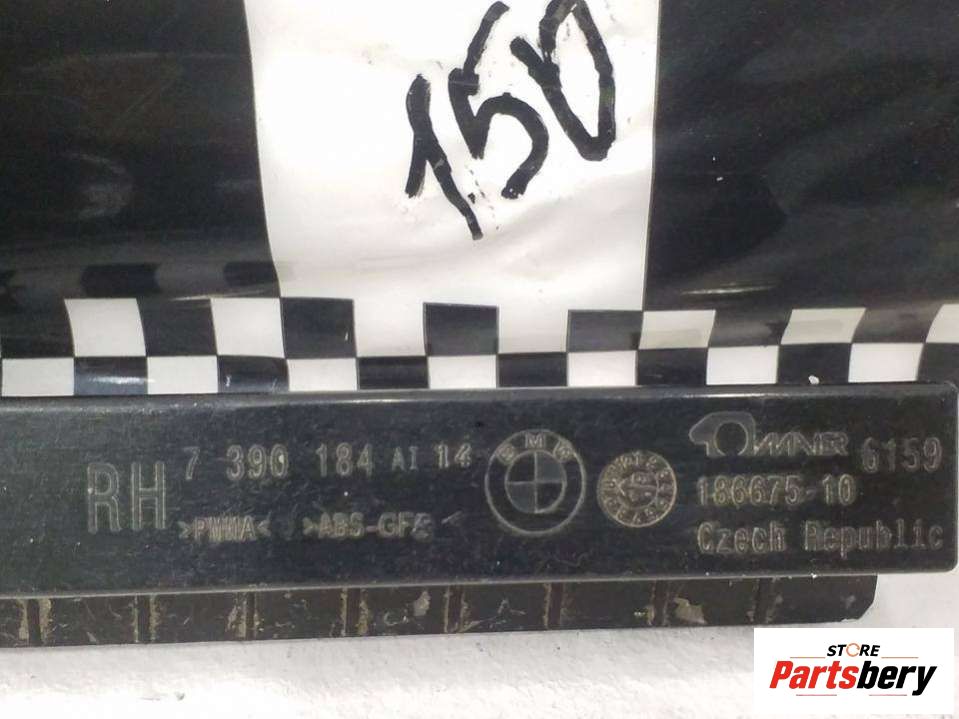 150
7 390 184 AI 14
RH
>PMMA< >ABS-GF
BMW
6159
186675-10
Czech Republic
STORE
Partsbery